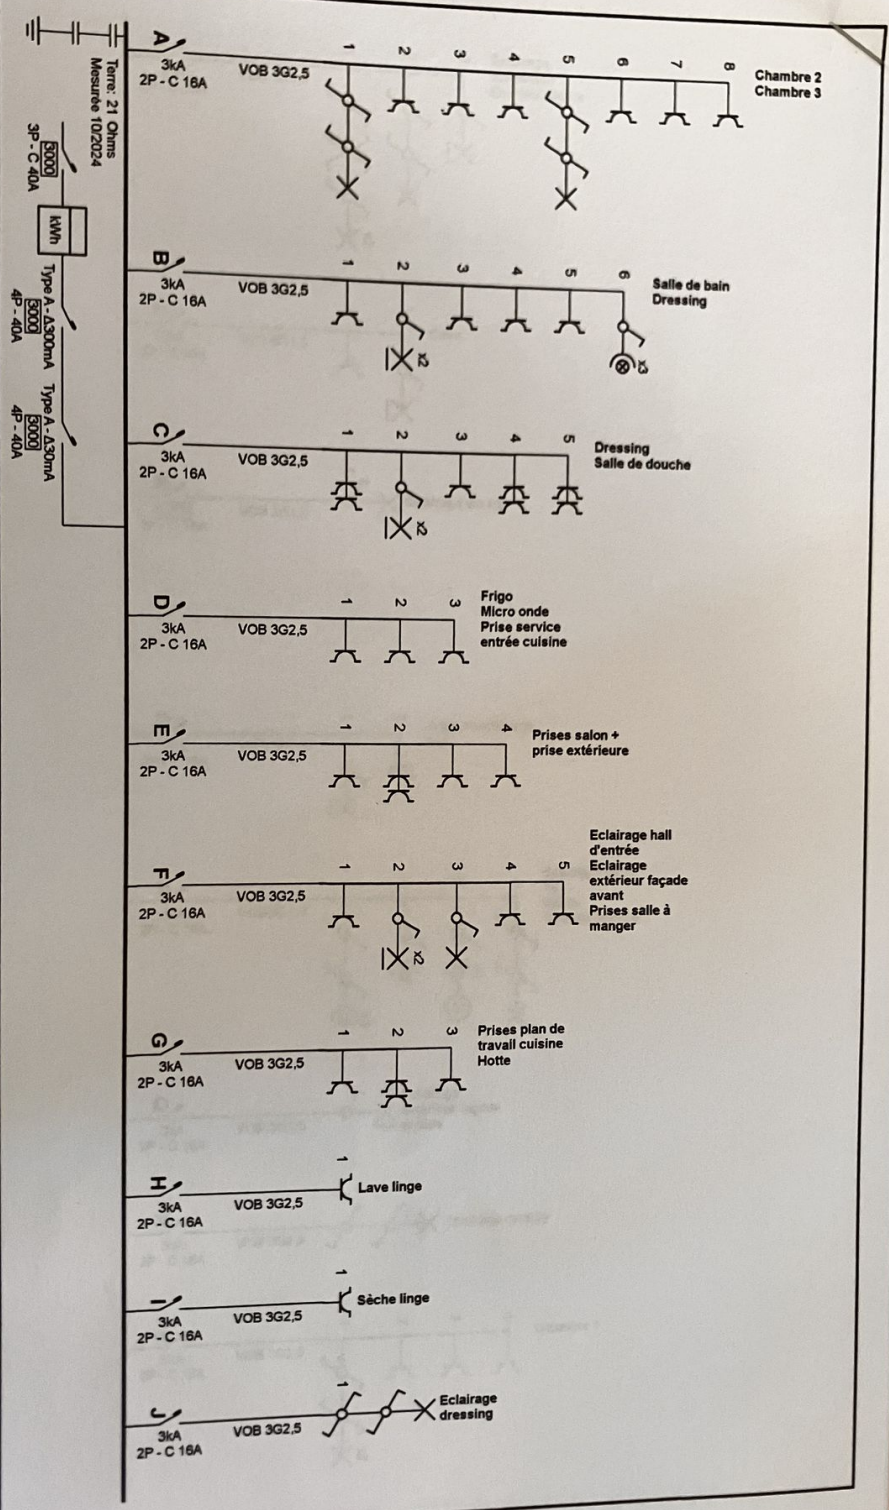 Terre: 21 Ohms
Mesurée 10/2024
3000
3P - C 40A
kWh
Type A - Δ300mA
3000
4P - 40A
Type A - Δ30mA
3000
4P - 40A
A
3kA
2P - C 16A
VOB 3G2,5
1
2
3
4
5
6
7
8
Chambre 2
Chambre 3
B
3kA
2P - C 16A
VOB 3G2,5
1
2
x2
3
4
5
6
x3
Salle de bain
Dressing
C
3kA
2P - C 16A
VOB 3G2,5
1
2
x2
3
4
5
Dressing
Salle de douche
D
3kA
2P - C 16A
VOB 3G2,5
1
2
3
Frigo
Micro onde
Prise service
entrée cuisine
E
3kA
2P - C 16A
VOB 3G2,5
1
2
3
4
Prises salon +
prise extérieure
F
3kA
2P - C 16A
VOB 3G2,5
1
2
x2
3
4
5
Eclairage hall
d'entrée
Eclairage
extérieur façade
avant
Prises salle à
manger
G
3kA
2P - C 16A
VOB 3G2,5
1
2
3
Prises plan de
travail cuisine
Hotte
H
3kA
2P - C 16A
VOB 3G2,5
1
Lave linge
I
3kA
2P - C 16A
VOB 3G2,5
1
Sèche linge
J
3kA
2P - C 16A
VOB 3G2,5
1
Eclairage
dressing